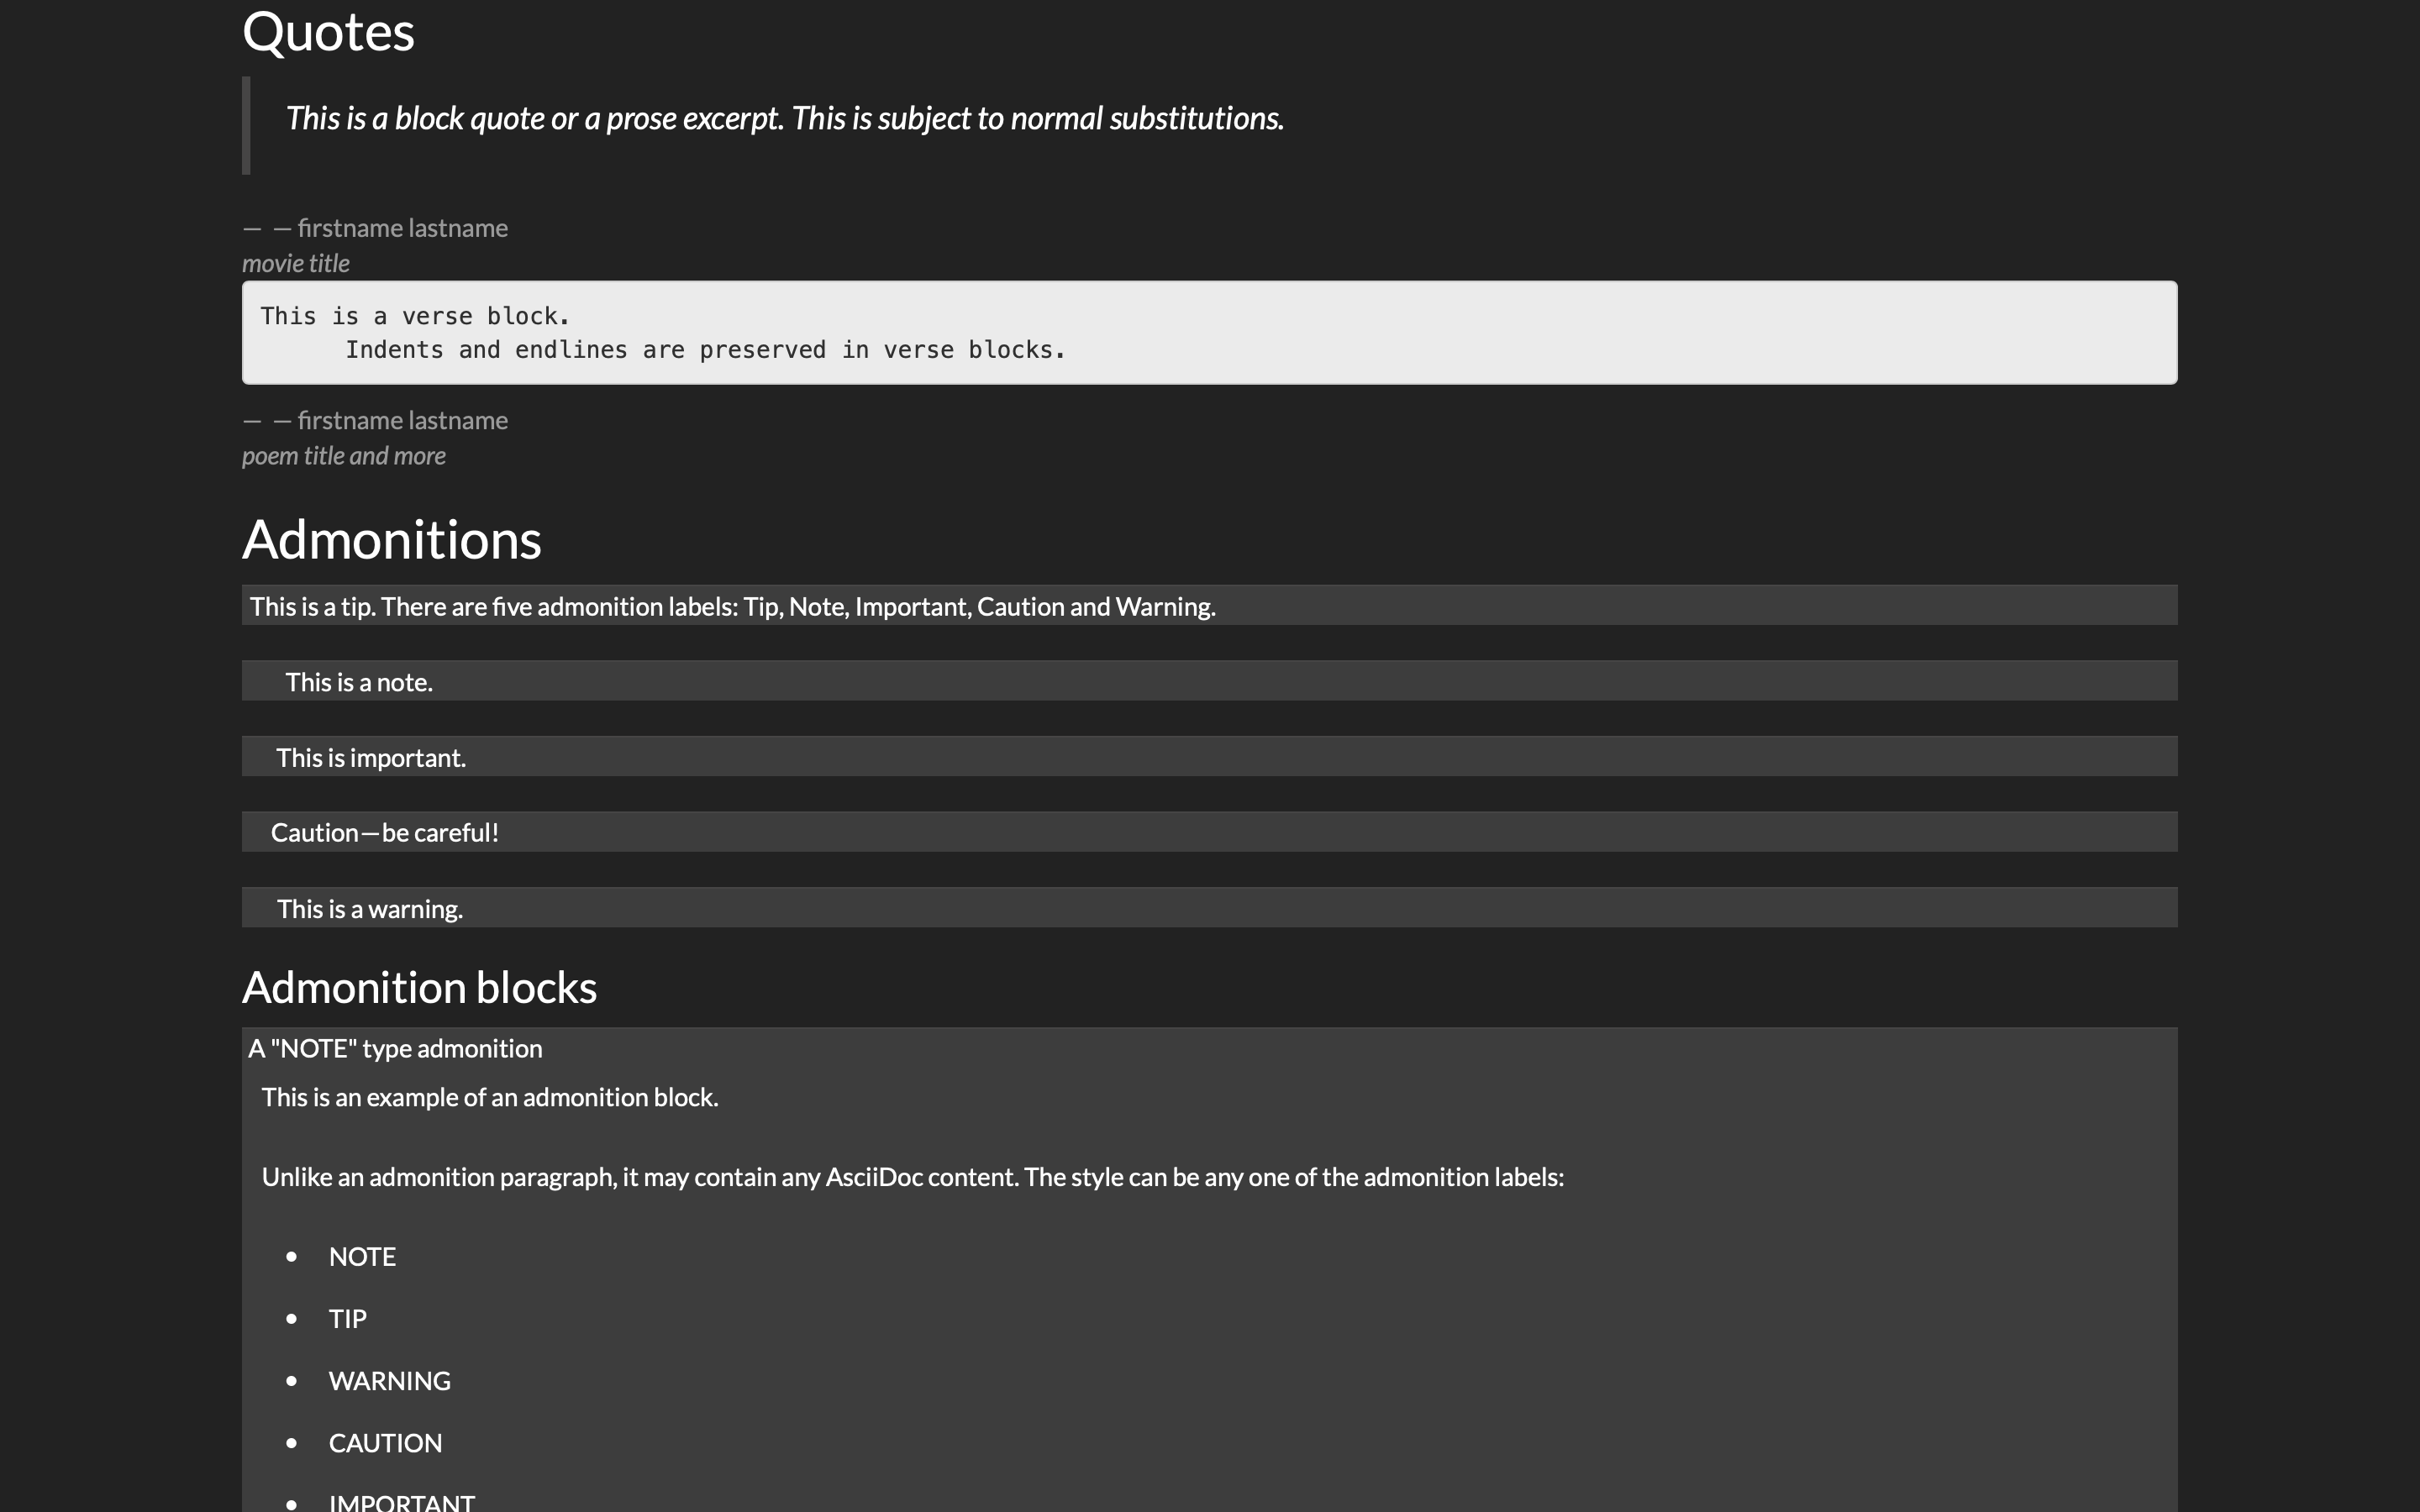 Quotes
This is a block quote or a prose excerpt. This is subject to normal substitutions.
— — firstname lastname
movie title
This is a verse block.
      Indents and endlines are preserved in verse blocks.
— — firstname lastname
poem title and more
Admonitions
This is a tip. There are five admonition labels: Tip, Note, Important, Caution and Warning.
This is a note.
This is important.
Caution—be careful!
This is a warning.
Admonition blocks
A "NOTE" type admonition
This is an example of an admonition block.
Unlike an admonition paragraph, it may contain any AsciiDoc content. The style can be any one of the admonition labels:
• NOTE
• TIP
• WARNING
• CAUTION
• IMPORTANT